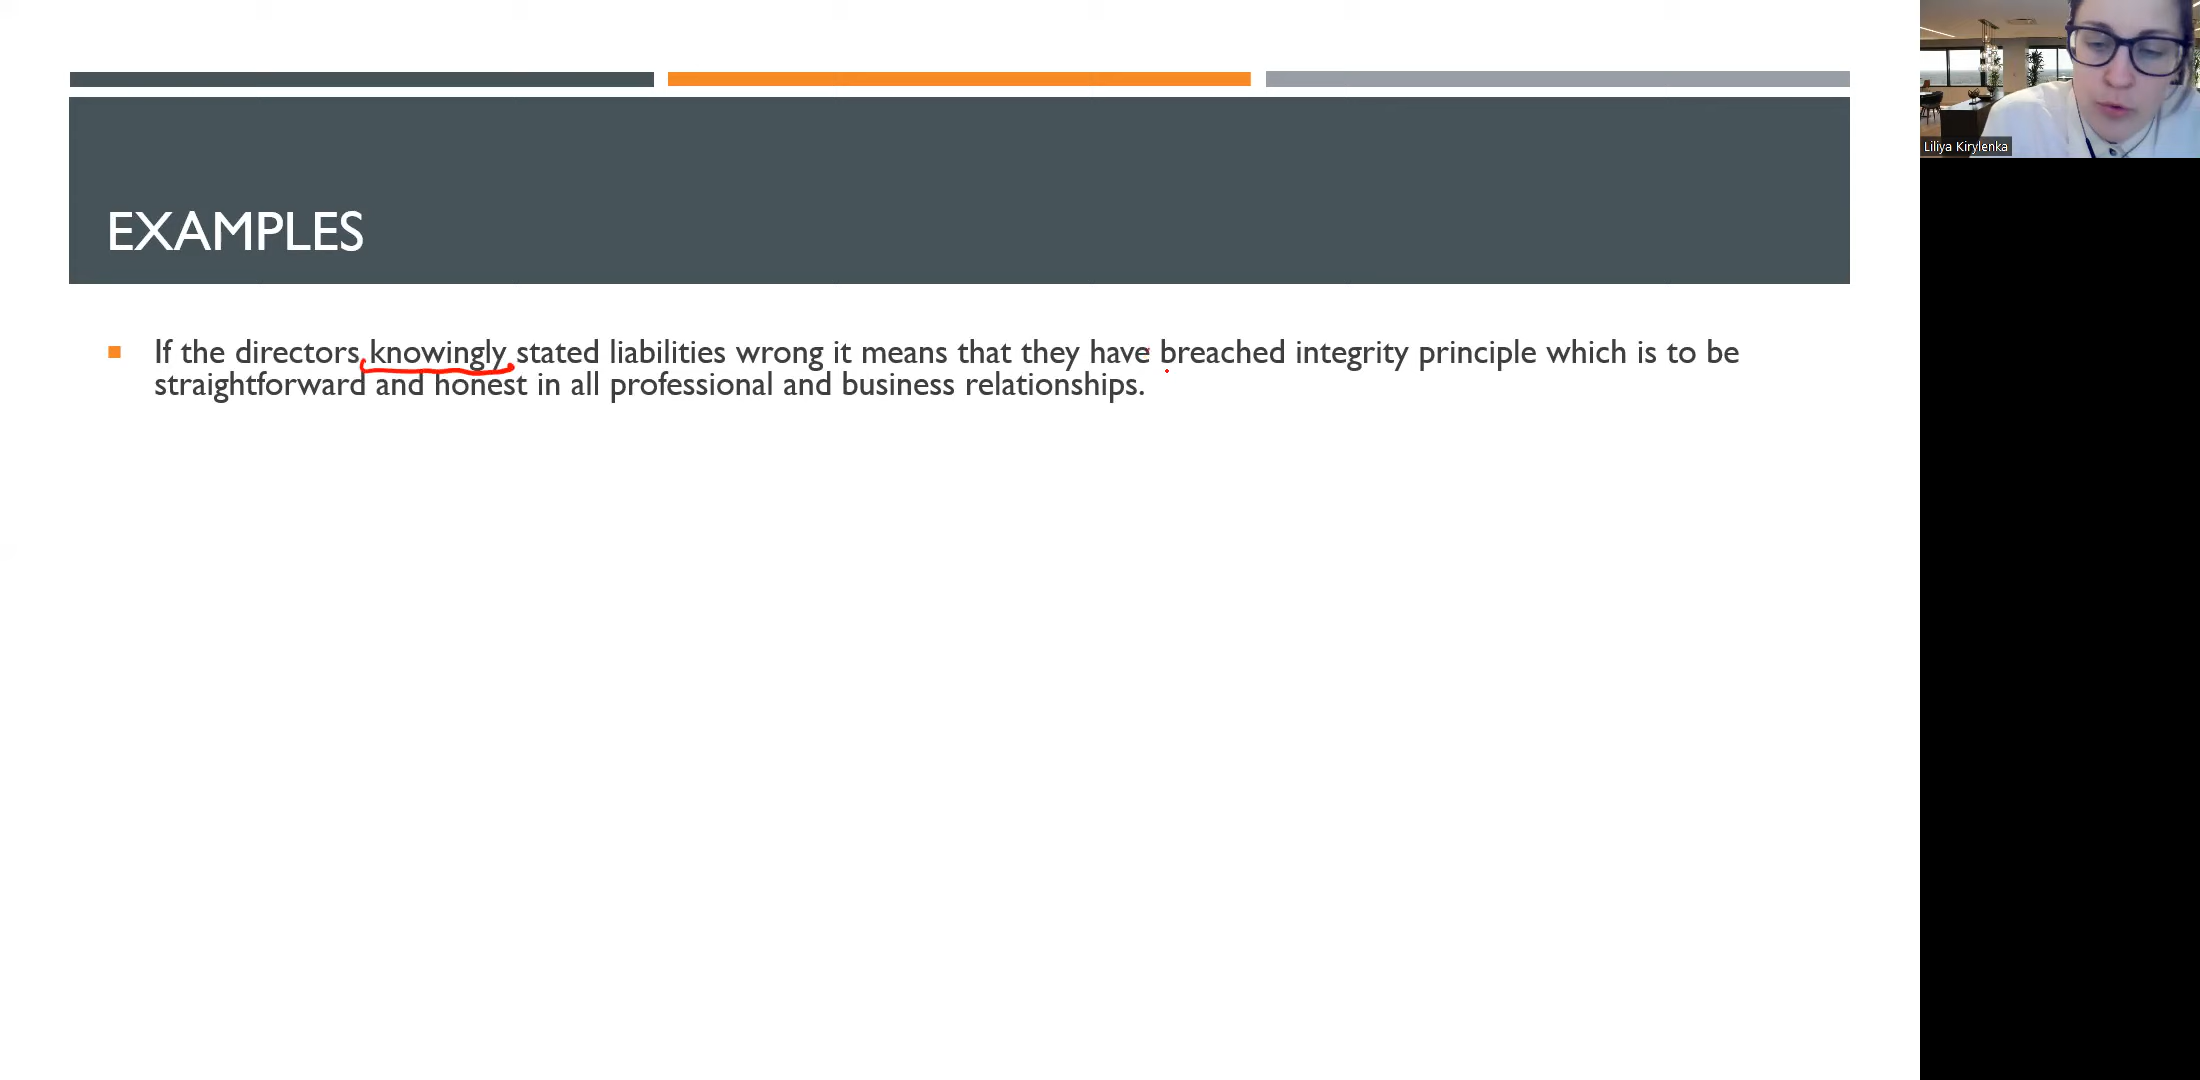 EXAMPLES
If the directors knowingly stated liabilities wrong it means that they have breached integrity principle which is to be
straightforward and honest in all professional and business relationships.
Liliya Kirylenka